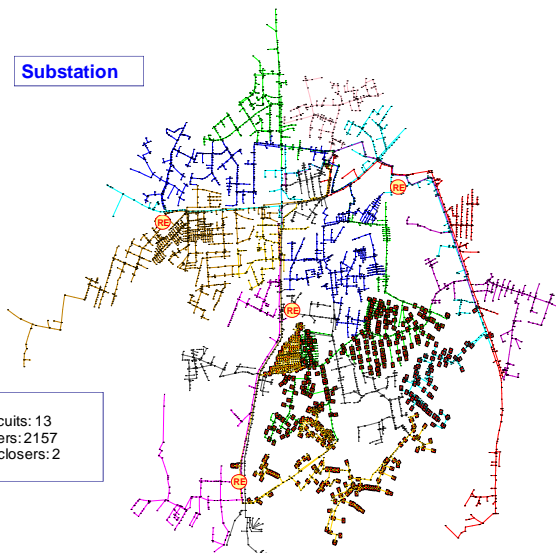 Substation
RE
RE
RE
cuits: 13
ers: 2157
closers: 2
RE